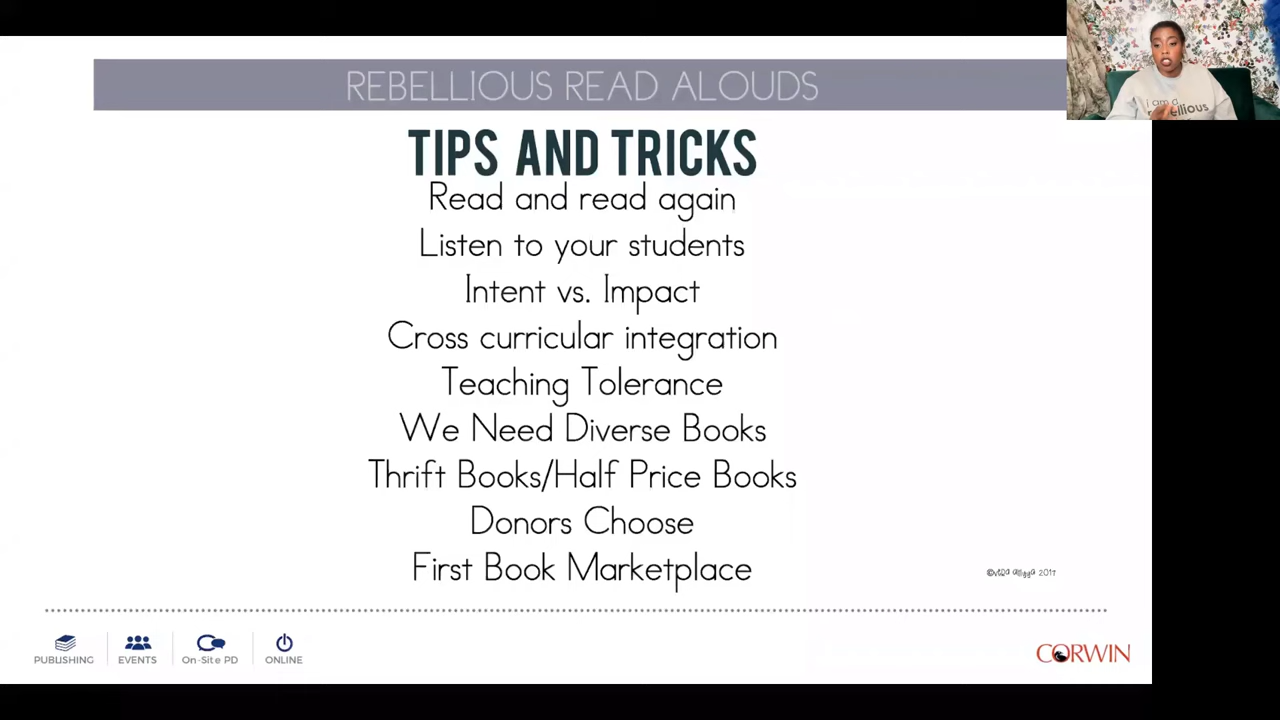 REBELLIOUS READ ALOUDS
TIPS AND TRICKS
Read and read again
Listen to your students
Intent vs. Impact
Cross curricular integration
Teaching Tolerance
We Need Diverse Books
Thrift Books/Half Price Books
Donors Choose
First Book Marketplace
PUBLISHING
EVENTS
On-Site PD
ONLINE
CORWIN
I am a